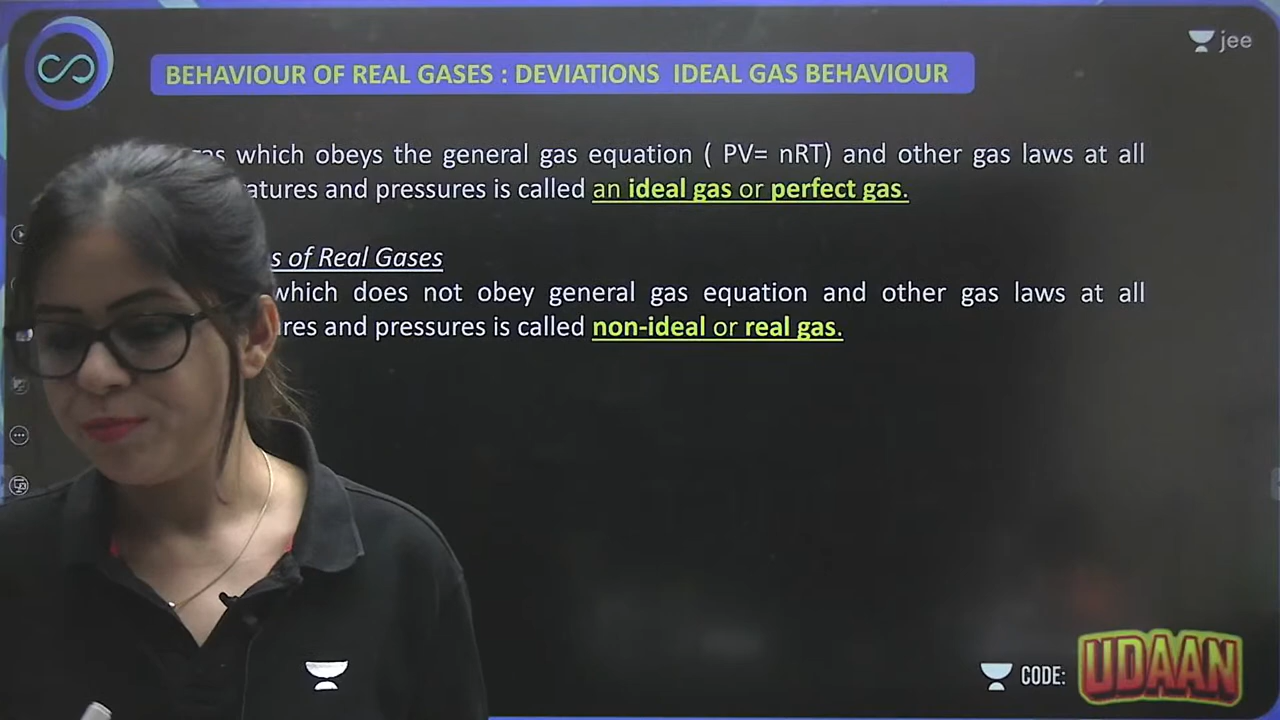 jee
BEHAVIOUR OF REAL GASES : DEVIATIONS IDEAL GAS BEHAVIOUR
gas which obeys the general gas equation ( PV= nRT) and other gas laws at all
atures and pressures is called an ideal gas or perfect gas.
s of Real Gases
which does not obey general gas equation and other gas laws at all
res and pressures is called non-ideal or real gas.
CODE: UDAAN